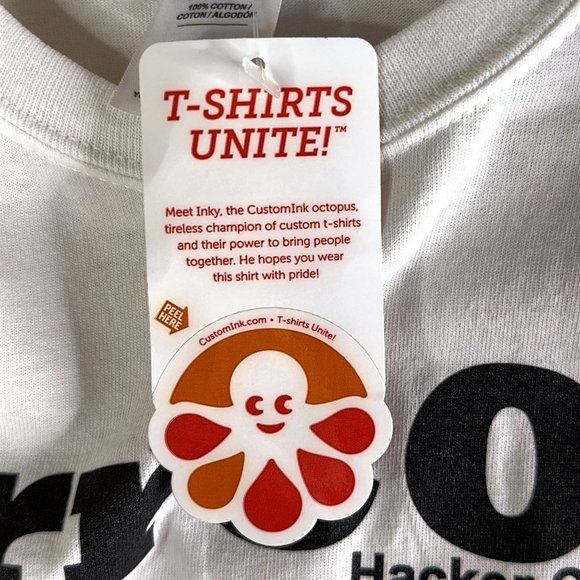 100% COTTON /
COTON / ALGODÓN
T-SHIRTS
UNITE!™
Meet Inky, the CustomInk octopus,
tireless champion of custom t-shirts
and their power to bring people
together. He hopes you wear
this shirt with pride!
PEEL
HERE
CustomInk.com • T-shirts Unite!